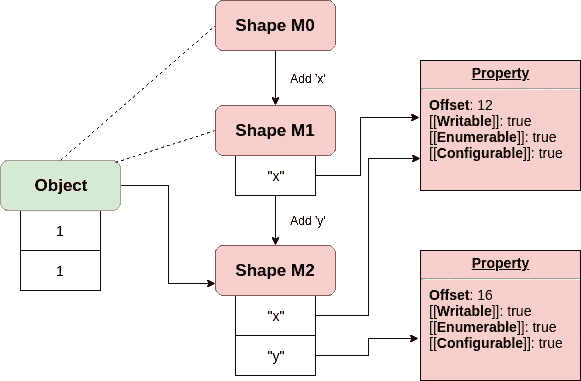 Shape M0
Add 'x'
Shape M1
"x"
Add 'y'
Shape M2
"x"
"y"
Object
1
1
Property
Offset: 12
[[Writable]]: true
[[Enumerable]]: true
[[Configurable]]: true
Property
Offset: 16
[[Writable]]: true
[[Enumerable]]: true
[[Configurable]]: true